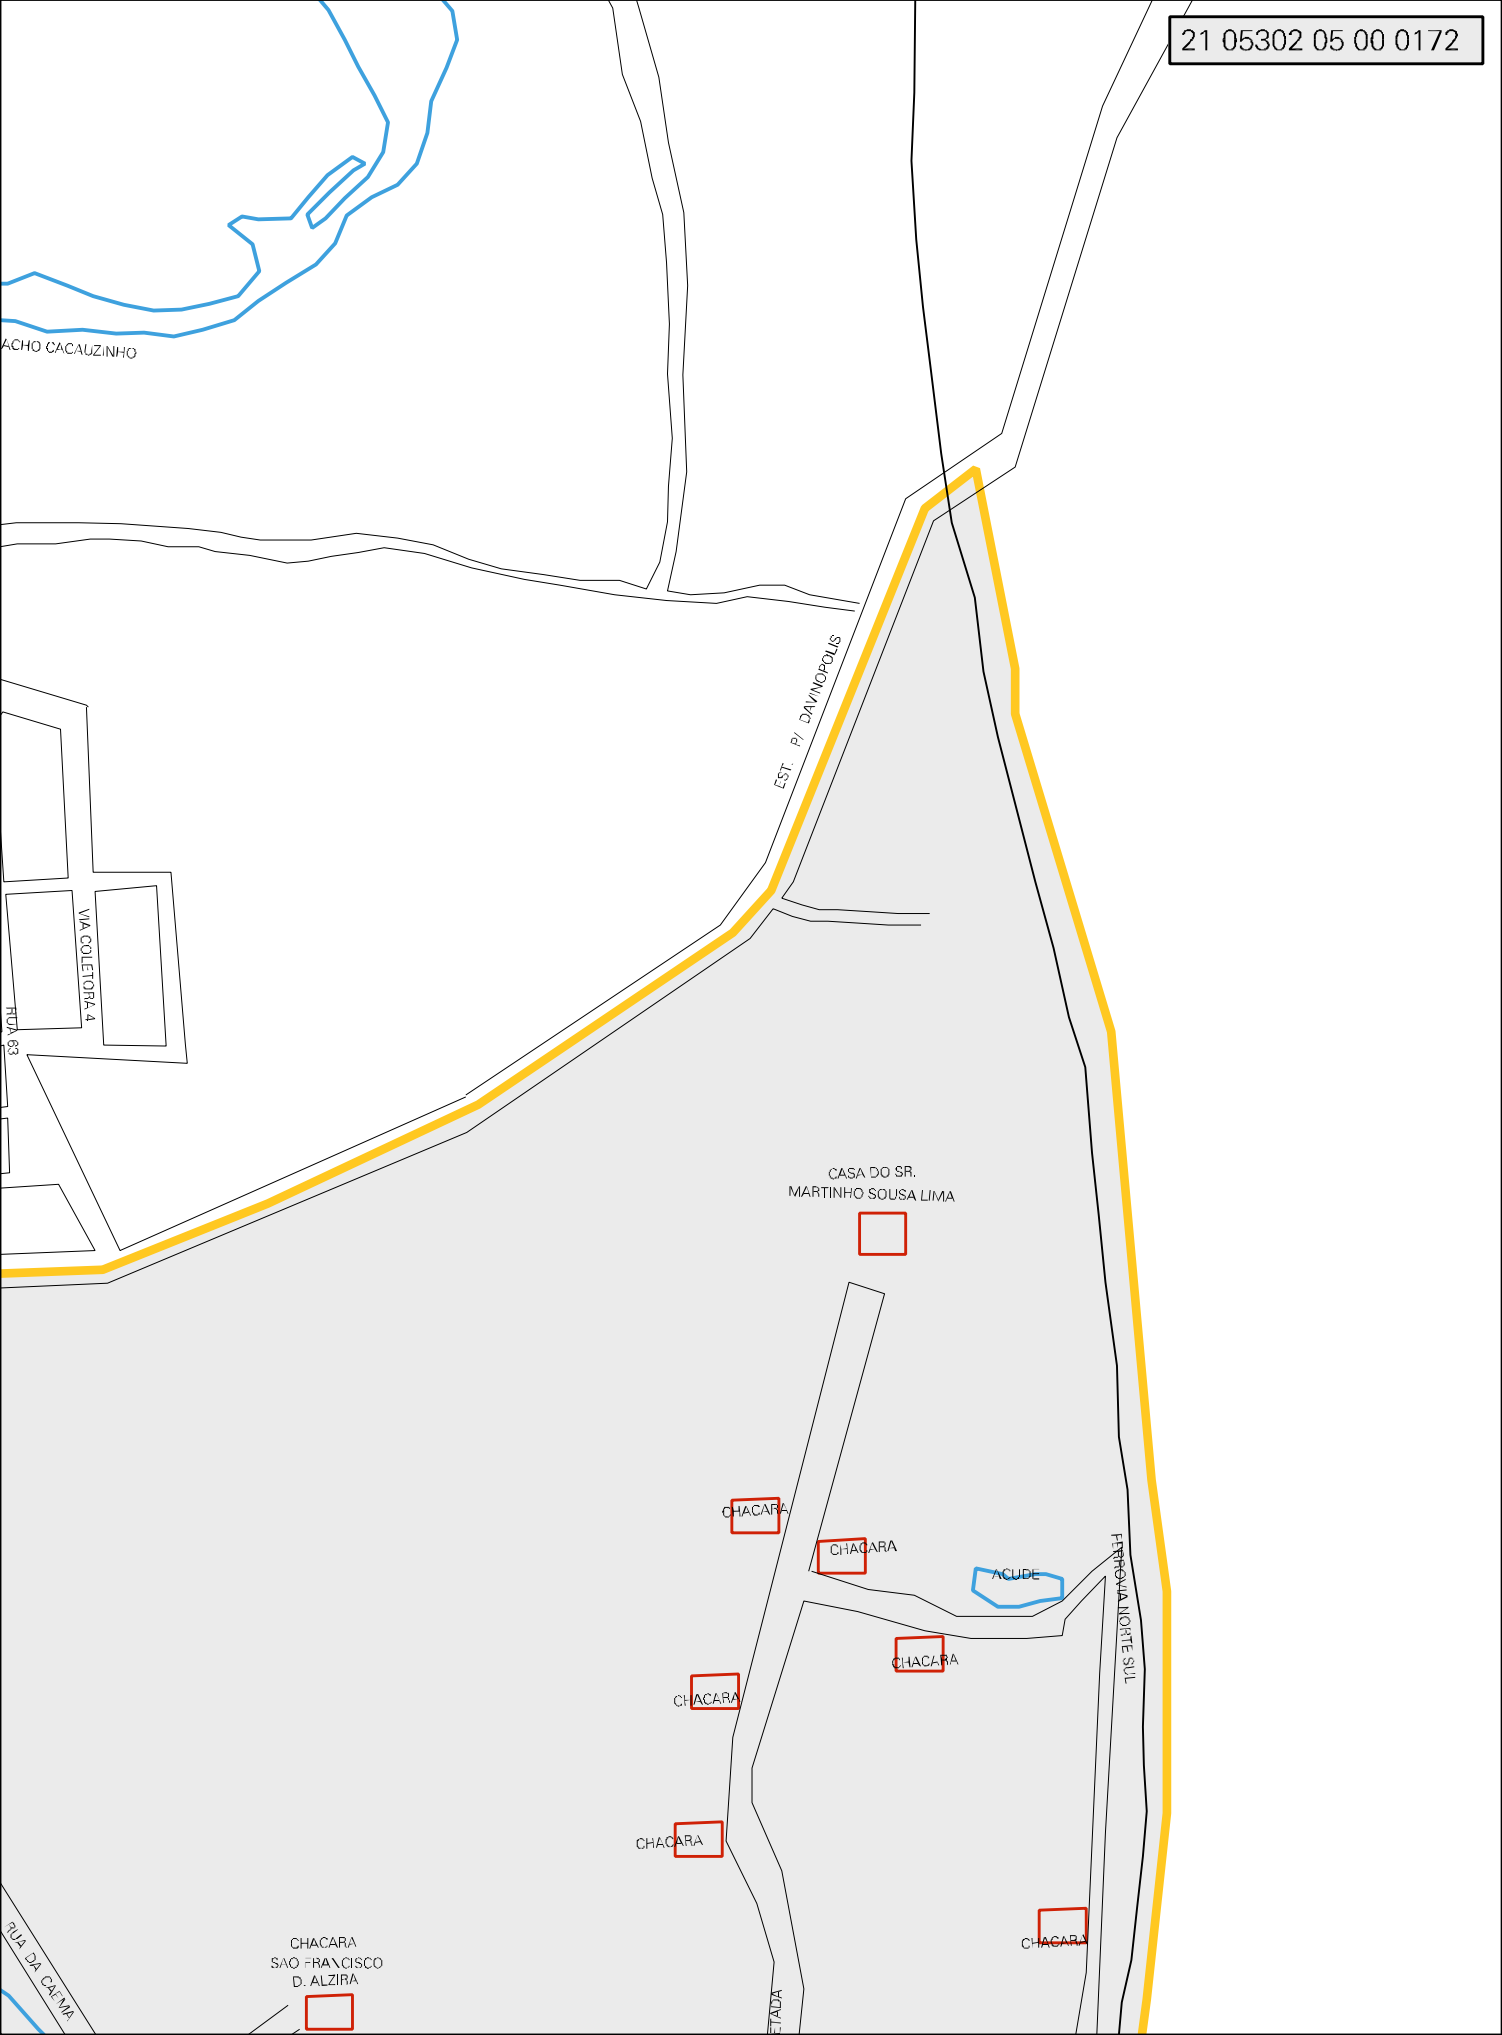 21 05302 05 00 0172
ACHO CACAUZINHO
EST. P/ DAVINOPOLIS
VIA COLETORA 4
RUA 63
CASA DO SR.
MARTINHO SOUSA LIMA
CHACARA
CHACARA
ACUDE
FERROVIA NORTE SUL
CHACARA
CHACARA
CHACARA
CHACARA
RUA DA CAEMA
CHACARA
SAO FRANCISCO
D. ALZIRA
ETADA